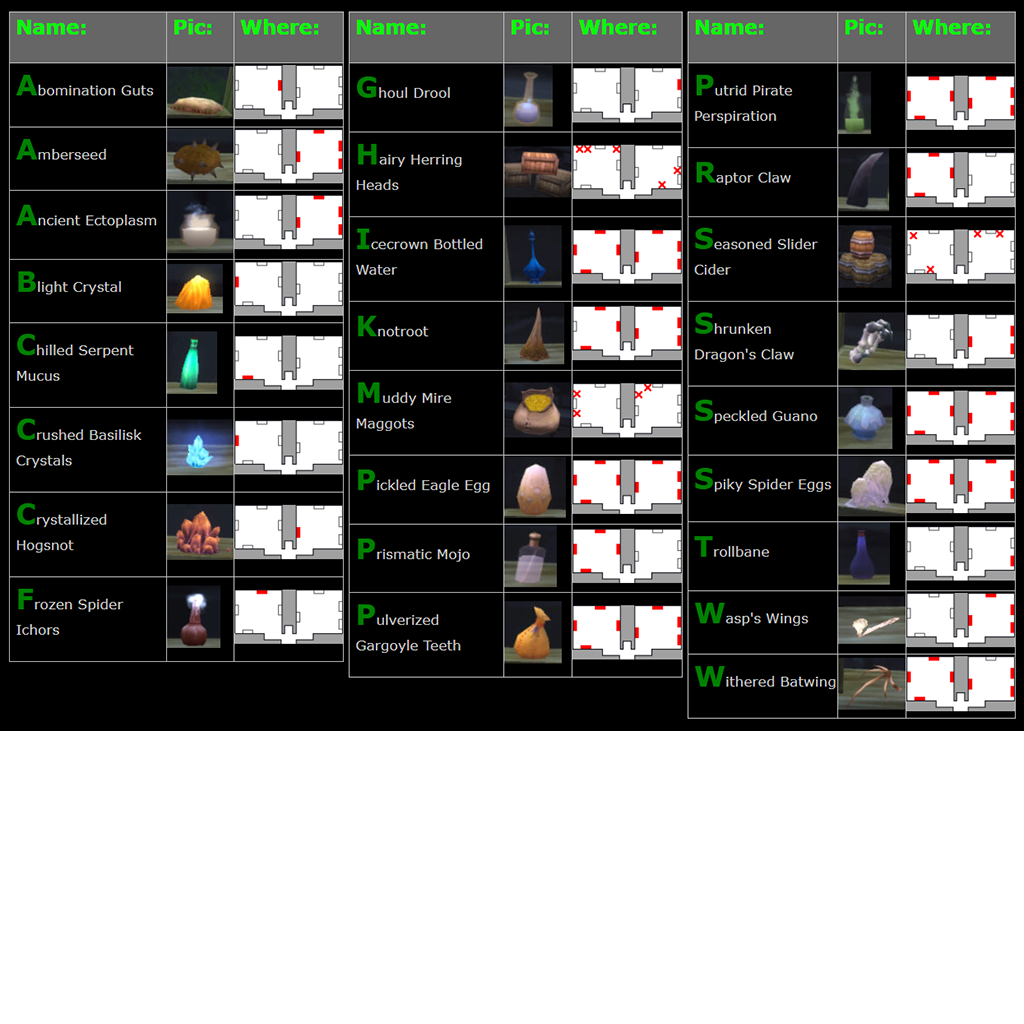 Name: Pic: Where:
Abomination Guts
Amberseed
Ancient Ectoplasm
Blight Crystal
Chilled Serpent
Mucus
Crushed Basilisk
Crystals
Crystallized
Hogsnot
Frozen Spider
Ichors
Name: Pic: Where:
Ghoul Drool
Hairy Herring
Heads
Icecrown Bottled
Water
Knotroot
Muddy Mire
Maggots
Pickled Eagle Egg
Prismatic Mojo
Pulverized
Gargoyle Teeth
Name: Pic: Where:
Putrid Pirate
Perspiration
Raptor Claw
Seasoned Slider
Cider
Shrunken
Dragon's Claw
Speckled Guano
Spiky Spider Eggs
Trollbane
Wasp's Wings
Withered Batwing